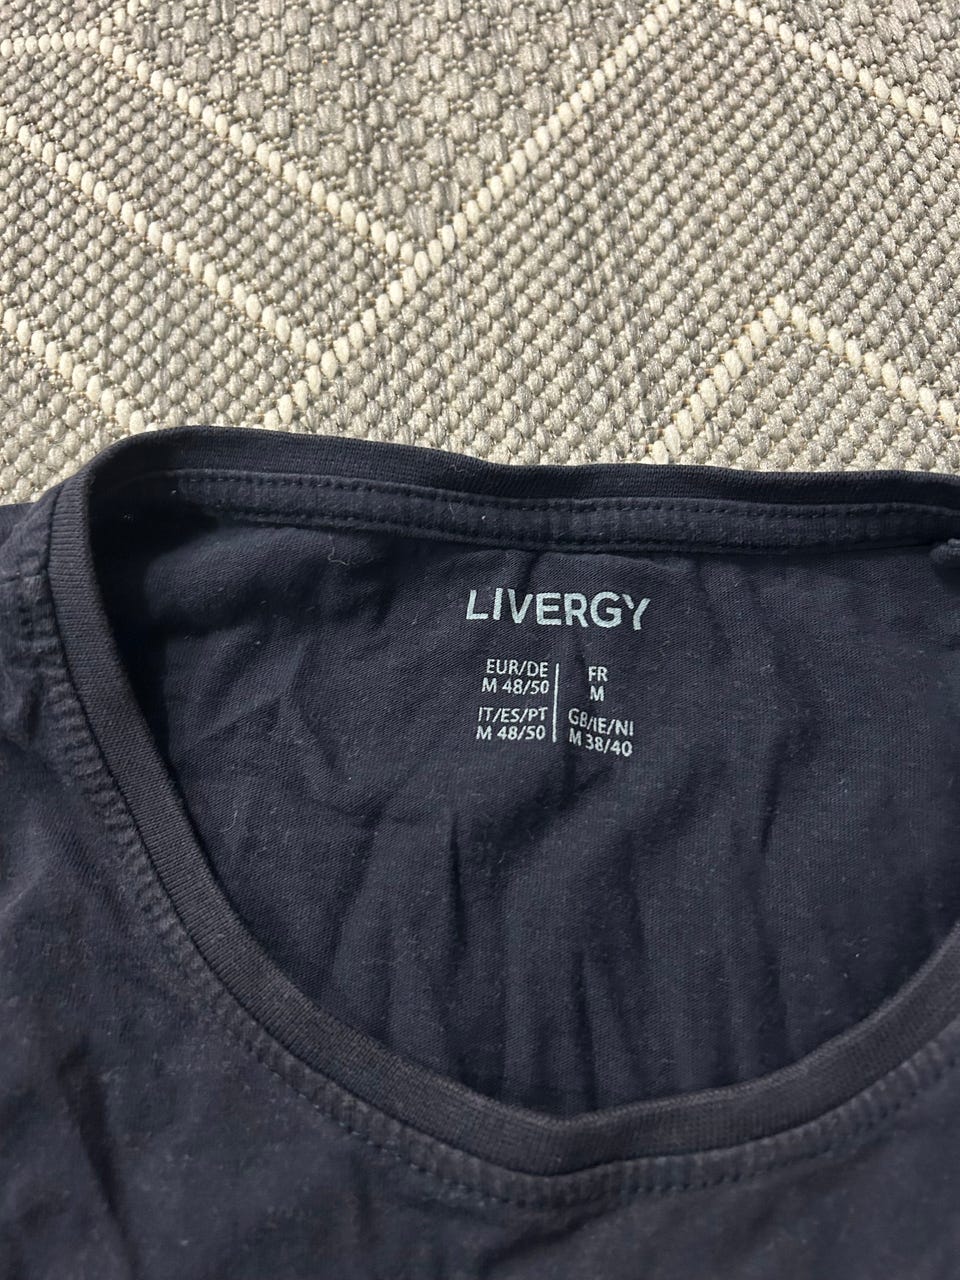 LIVERGY
EUR/DE
M 48/50
FR
M
IT/ES/PT
M 48/50
GB/IE/NI
M 38/40